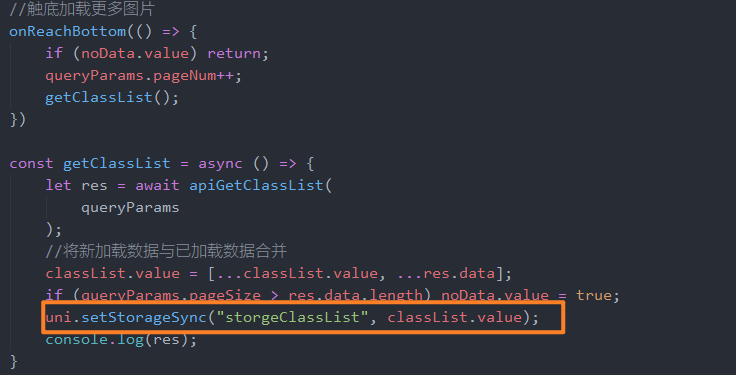 //触底加载更多图片
onReachBottom(() => {
    if (noData.value) return;
    queryParams.pageNum++;
    getClassList();
})

const getClassList = async () => {
    let res = await apiGetClassList(
        queryParams
    );
    //将新加载数据与已加载数据合并
    classList.value = [...classList.value, ...res.data];
    if (queryParams.pageSize > res.data.length) noData.value = true;
    uni.setStorageSync("storgeClassList", classList.value);
    console.log(res);
}